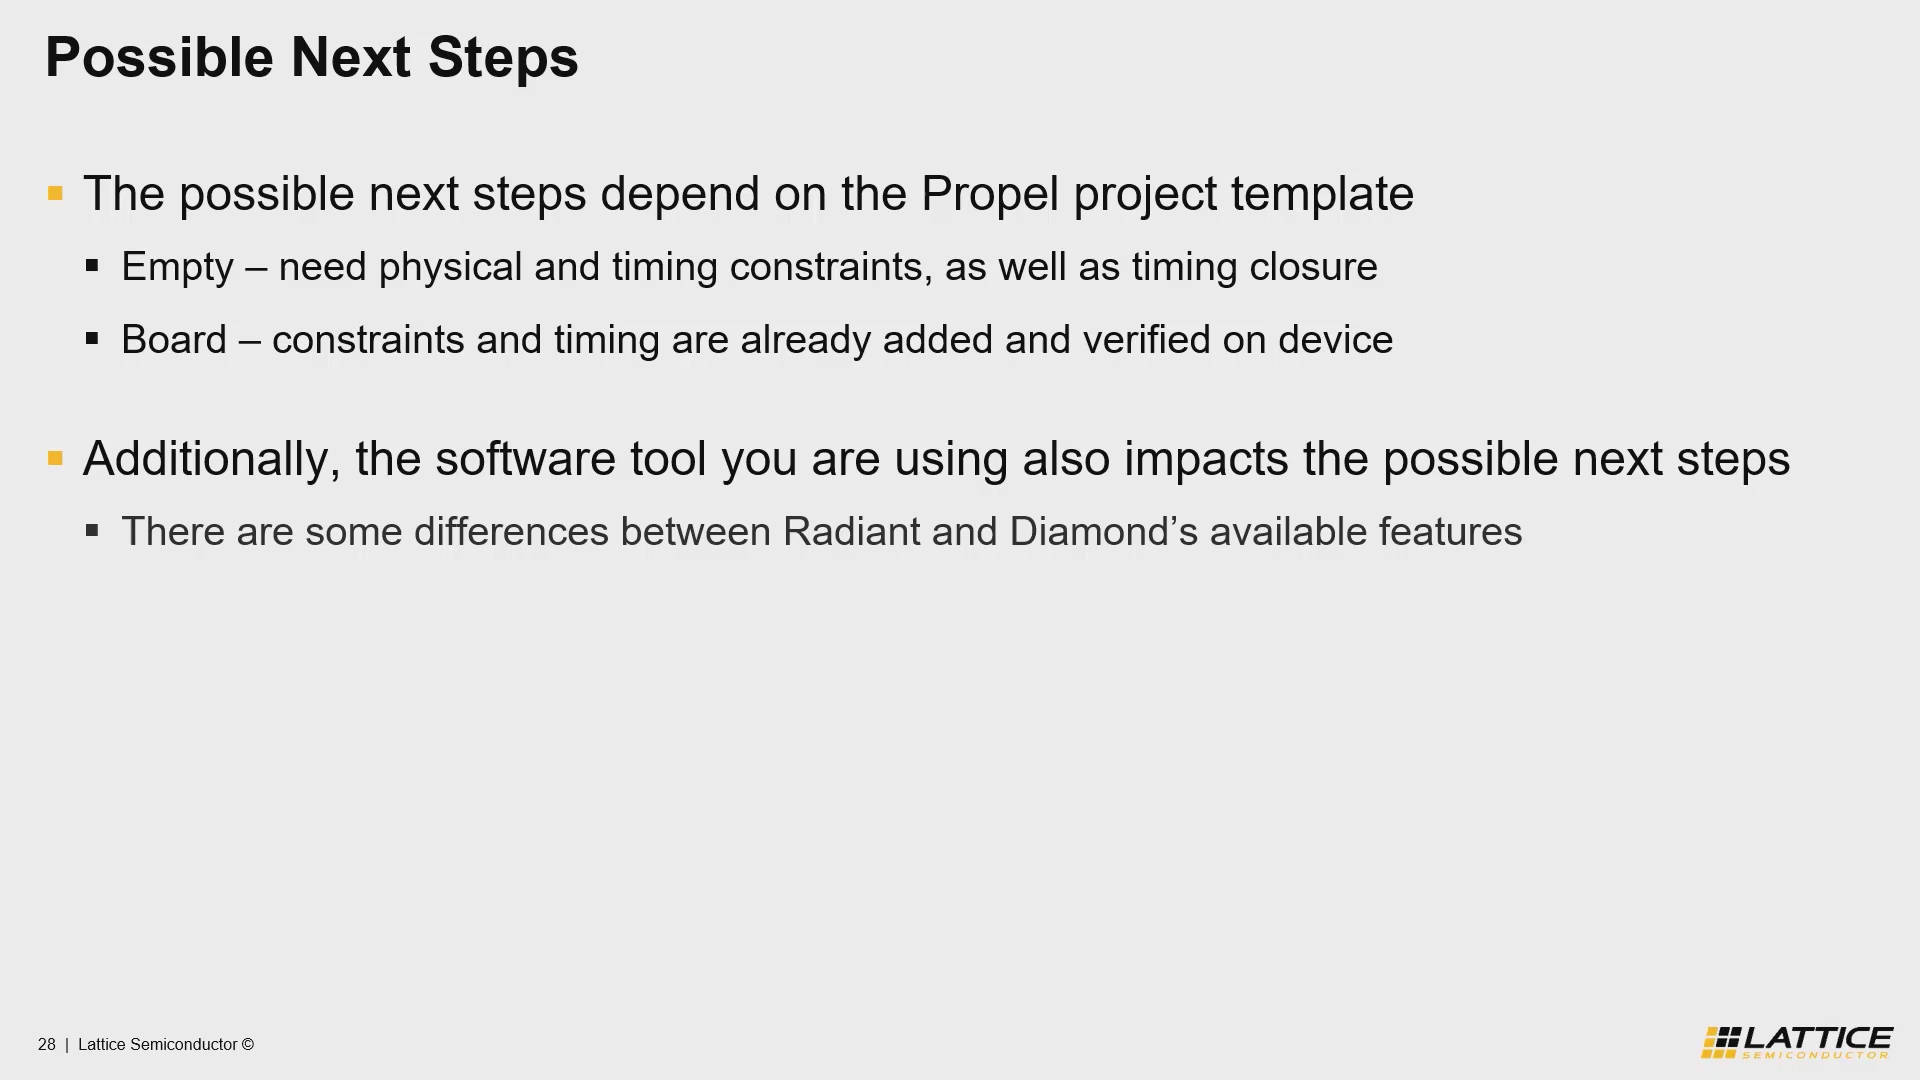 Possible Next Steps
▪ The possible next steps depend on the Propel project template
▪ Empty – need physical and timing constraints, as well as timing closure
▪ Board – constraints and timing are already added and verified on device
▪ Additionally, the software tool you are using also impacts the possible next steps
▪ There are some differences between Radiant and Diamond’s available features
28 | Lattice Semiconductor ©
LATTICE
SEMICONDUCTOR